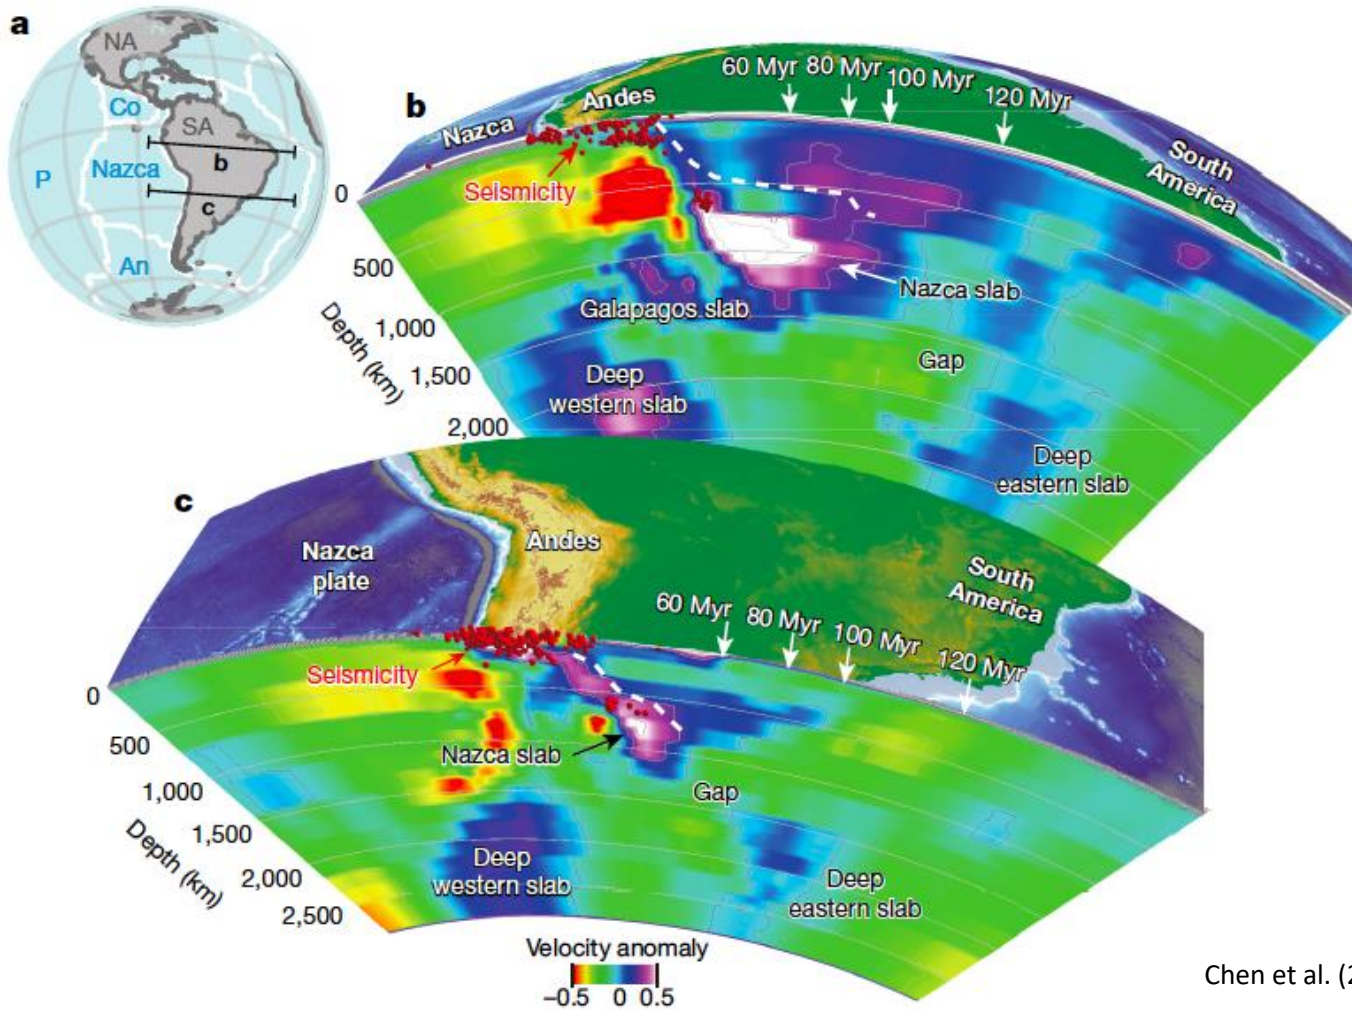 a
NA
Co
SA
b
P
Nazca
c
An
b
Nazca
Andes
60 Myr
80 Myr
100 Myr
120 Myr
South
America
Seismicity
0
500
1,000
1,500
2,000
Depth (km)
Galapagos slab
Nazca slab
Gap
Deep
western slab
Deep
eastern slab
c
Nazca
plate
Andes
South
America
60 Myr
80 Myr
100 Myr
120 Myr
Seismicity
0
500
1,000
1,500
2,000
2,500
Depth (km)
Nazca slab
Gap
Deep
western slab
Deep
eastern slab
Velocity anomaly
–0.5 0 0.5
Chen et al. (2